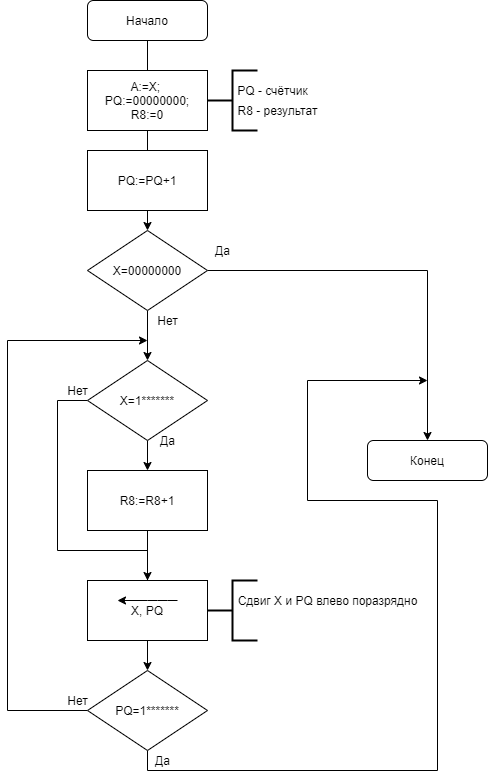 Начало
A:=X;
PQ:=00000000;
R8:=0
PQ - счётчик
R8 - результат
PQ:=PQ+1
X=00000000
Да
Нет
X=1*******
Нет
Да
R8:=R8+1
Конец
X, PQ
Сдвиг X и PQ влево поразрядно
PQ=1*******
Нет
Да